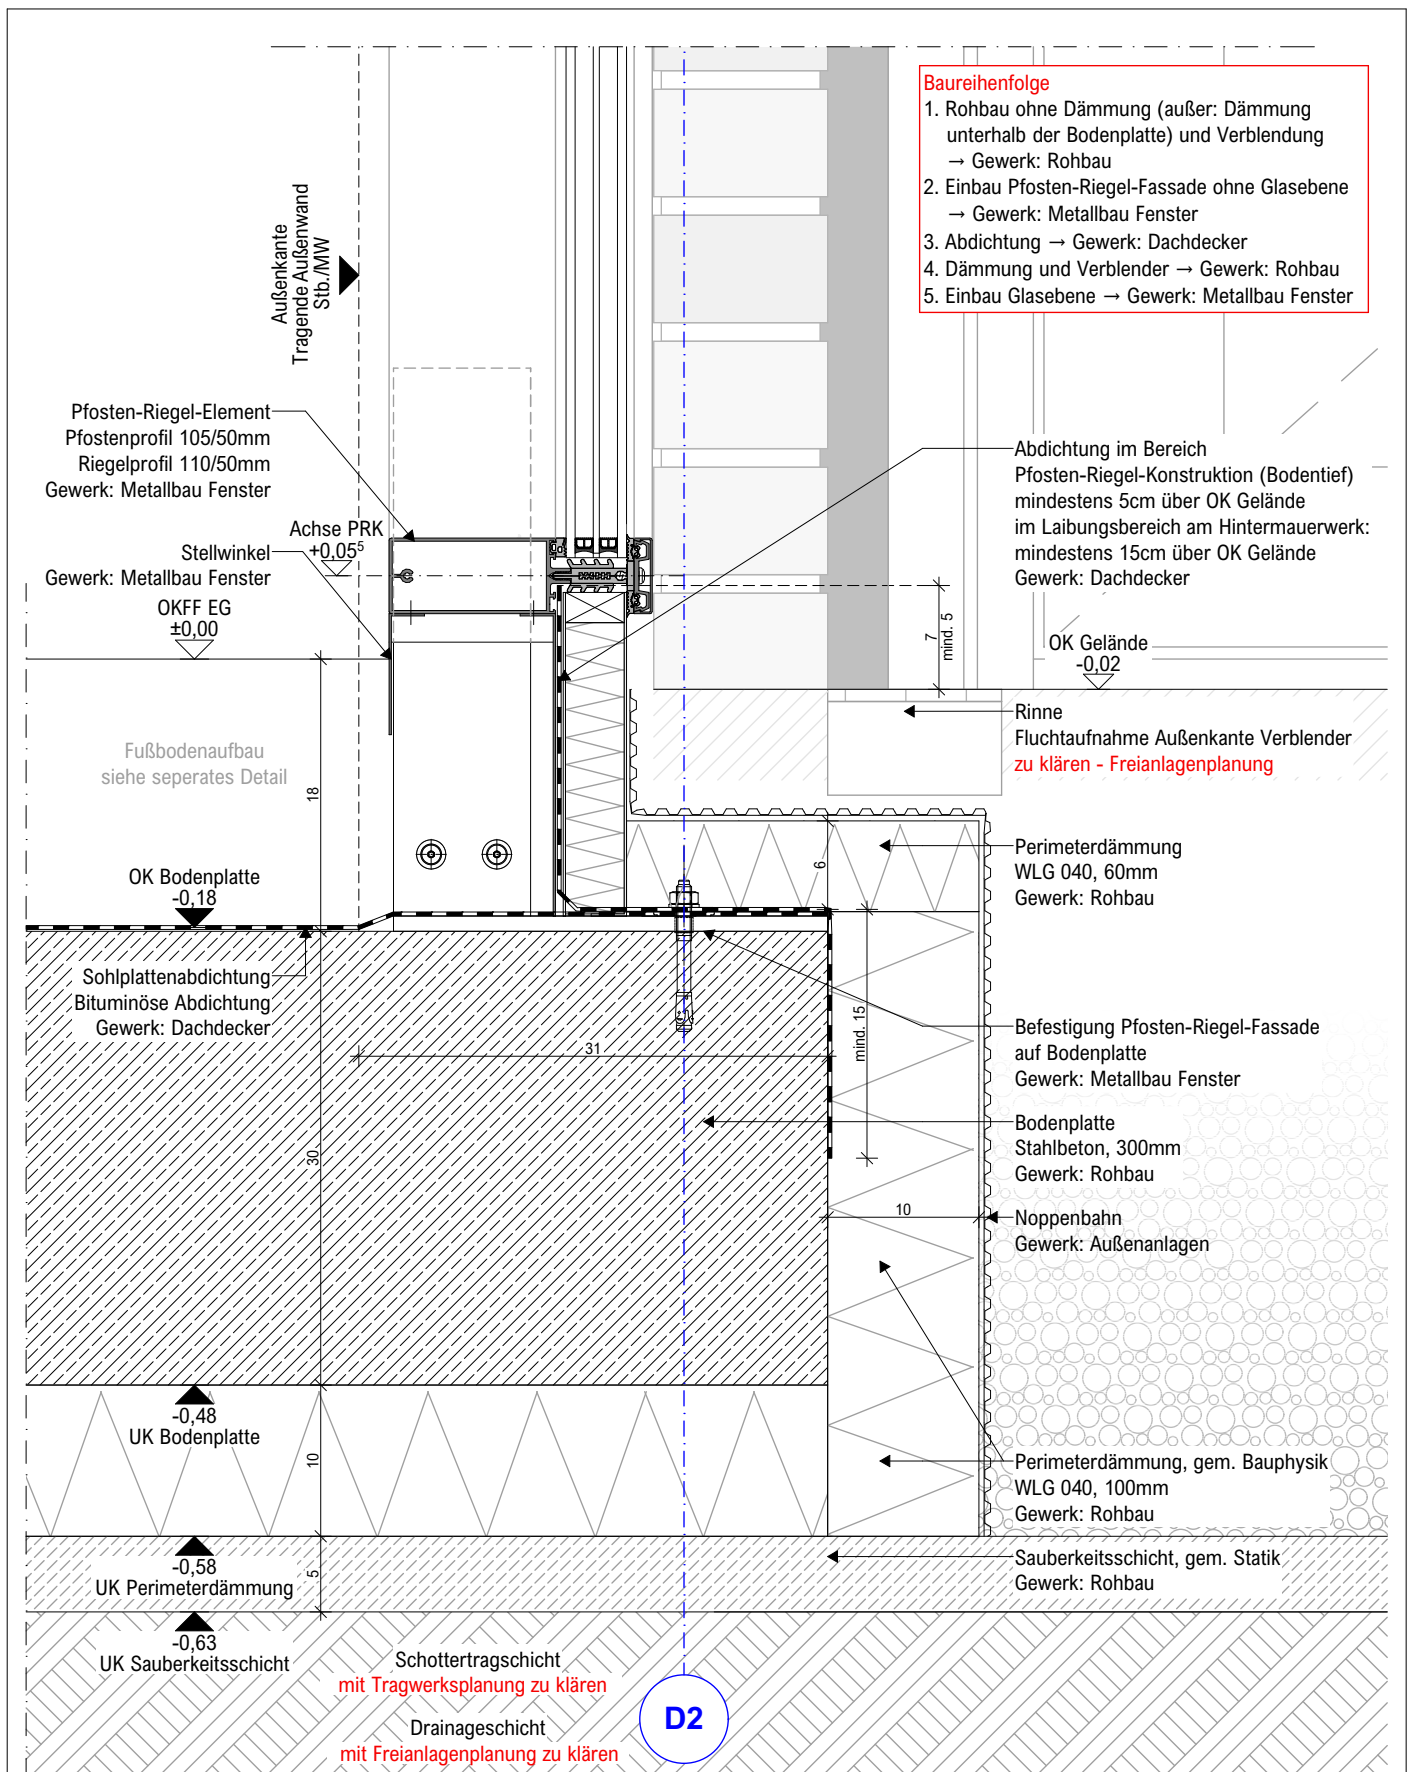 Baureihenfolge
1. Rohbau ohne Dämmung (außer: Dämmung
unterhalb der Bodenplatte) und Verblendung
→ Gewerk: Rohbau
2. Einbau Pfosten-Riegel-Fassade ohne Glasebene
→ Gewerk: Metallbau Fenster
3. Abdichtung → Gewerk: Dachdecker
4. Dämmung und Verblender → Gewerk: Rohbau
5. Einbau Glasebene → Gewerk: Metallbau Fenster
Außenkante
Tragende Außenwand
Stb./MW
Pfosten-Riegel-Element
Pfostenprofil 105/50mm
Riegelprofil 110/50mm
Gewerk: Metallbau Fenster
Achse PRK
+0,05⁵
Stellwinkel
Gewerk: Metallbau Fenster
OKFF EG
±0,00
Abdichtung im Bereich
Pfosten-Riegel-Konstruktion (Bodentief)
mindestens 5cm über OK Gelände
im Laibungsbereich am Hintermauerwerk:
mindestens 15cm über OK Gelände
Gewerk: Dachdecker
7
mind. 5
OK Gelände
-0,02
Rinne
Fluchtaufnahme Außenkante Verblender
zu klären - Freianlagenplanung
Fußbodenaufbau
siehe seperates Detail
18
6
Perimeterdämmung
WLG 040, 60mm
Gewerk: Rohbau
OK Bodenplatte
-0,18
Sohlplattenabdichtung
Bituminöse Abdichtung
Gewerk: Dachdecker
31
mind. 15
Befestigung Pfosten-Riegel-Fassade
auf Bodenplatte
Gewerk: Metallbau Fenster
Bodenplatte
Stahlbeton, 300mm
Gewerk: Rohbau
30
10
Noppenbahn
Gewerk: Außenanlagen
-0,48
UK Bodenplatte
10
Perimeterdämmung, gem. Bauphysik
WLG 040, 100mm
Gewerk: Rohbau
-0,58
UK Perimeterdämmung
5
Sauberkeitsschicht, gem. Statik
Gewerk: Rohbau
-0,63
UK Sauberkeitsschicht
Schottertragschicht
mit Tragwerksplanung zu klären
D2
Drainageschicht
mit Freianlagenplanung zu klären